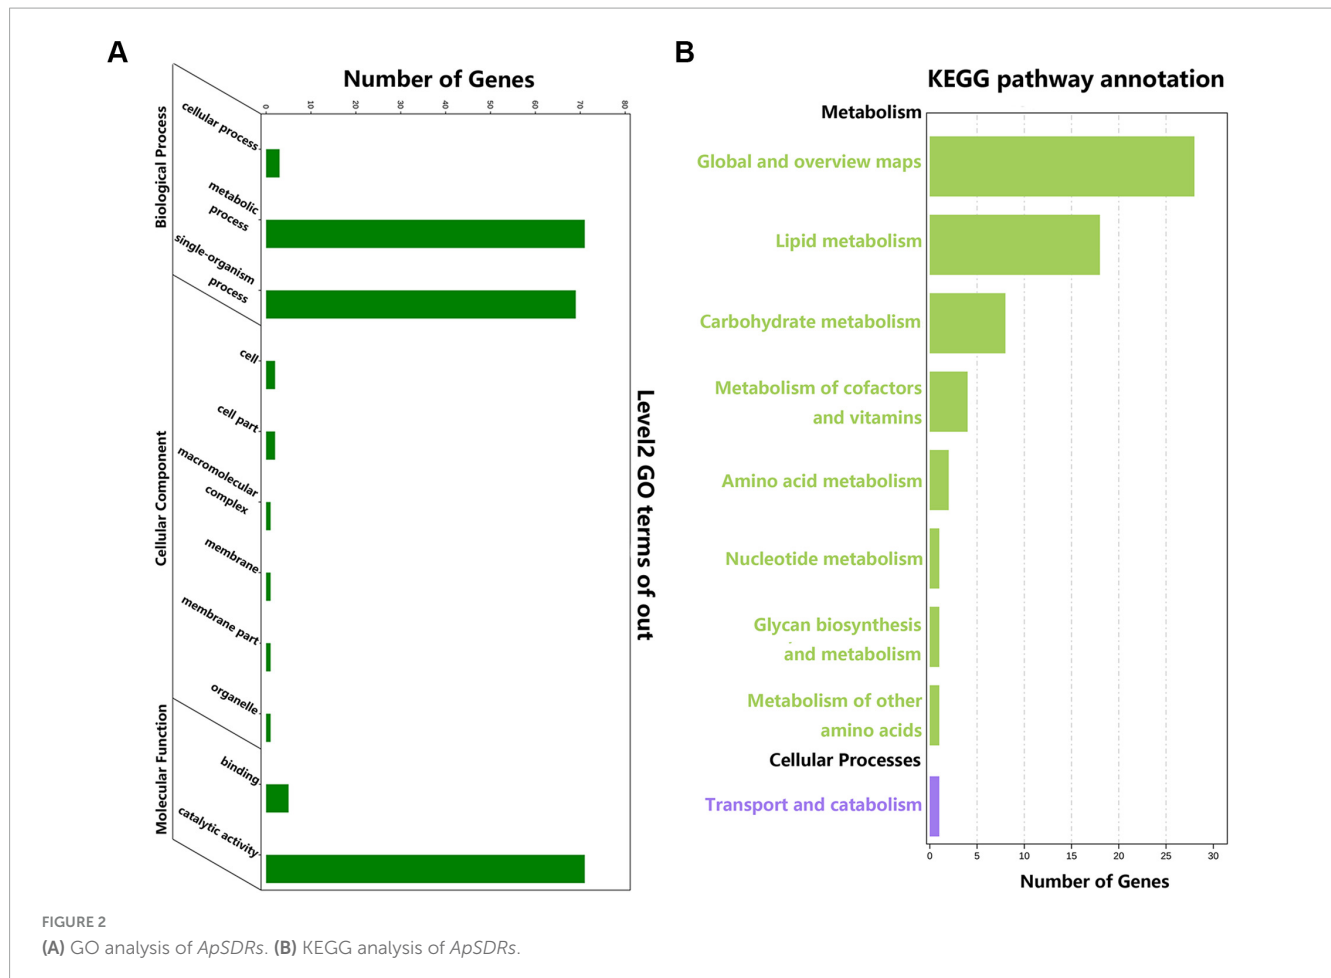 A
Number of Genes
0 10 20 30 40 50 60 70 80
Biological Process
cellular process
metabolic
process
single-organism
process
Cellular Component
cell
cell part
macromolecular
complex
membrane
membrane part
organelle
Molecular Function
binding
catalytic activity
Level2 GO terms of out
B
KEGG pathway annotation
Metabolism
Global and overview maps
Lipid metabolism
Carbohydrate metabolism
Metabolism of cofactors
and vitamins
Amino acid metabolism
Nucleotide metabolism
Glycan biosynthesis
and metabolism
Metabolism of other
amino acids
Cellular Processes
Transport and catabolism
0 5 10 15 20 25 30
Number of Genes
FIGURE 2
(A) GO analysis of ApSDRs. (B) KEGG analysis of ApSDRs.